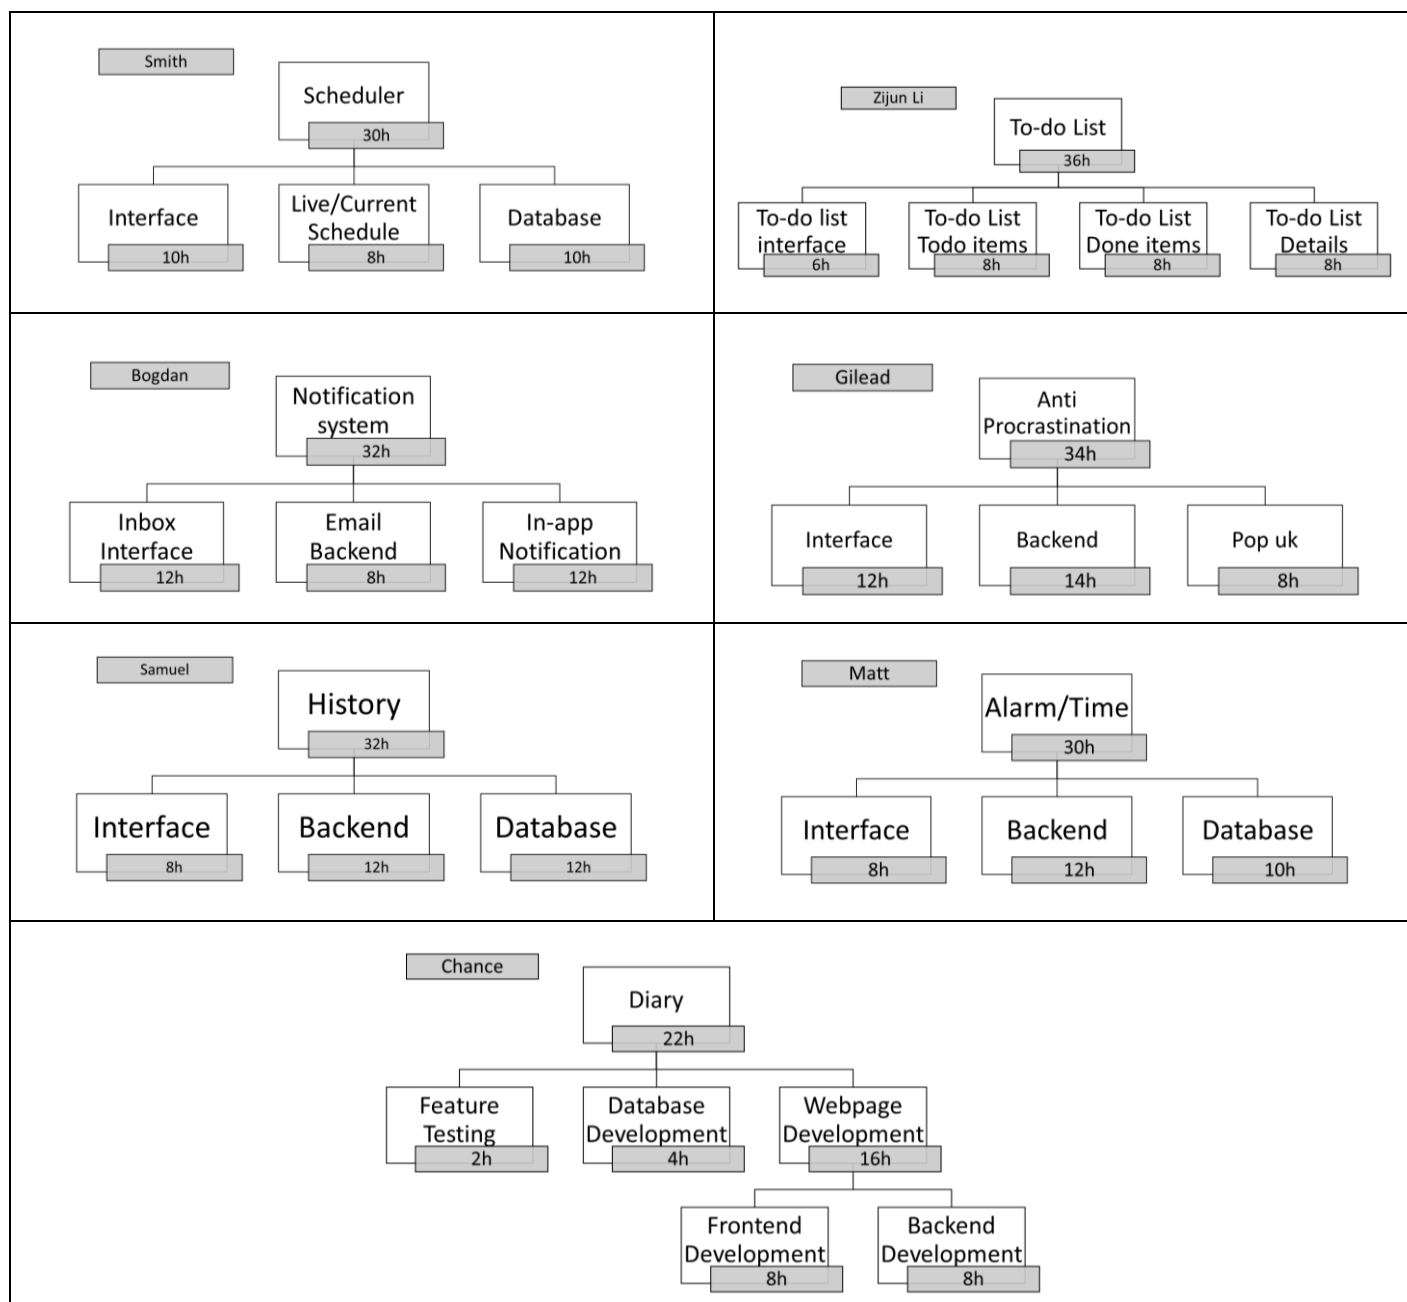 Smith
Scheduler
30h
Interface
10h
Live/Current
Schedule
8h
Database
10h
Zijun Li
To-do List
36h
To-do list
interface
6h
To-do List
Todo items
8h
To-do List
Done items
8h
To-do List
Details
8h
Bogdan
Notification
system
32h
Inbox
Interface
12h
Email
Backend
8h
In-app
Notification
12h
Gilead
Anti
Procrastination
34h
Interface
12h
Backend
14h
Pop uk
8h
Samuel
History
32h
Interface
8h
Backend
12h
Database
12h
Matt
Alarm/Time
30h
Interface
8h
Backend
12h
Database
10h
Chance
Diary
22h
Feature
Testing
2h
Database
Development
4h
Webpage
Development
16h
Frontend
Development
8h
Backend
Development
8h